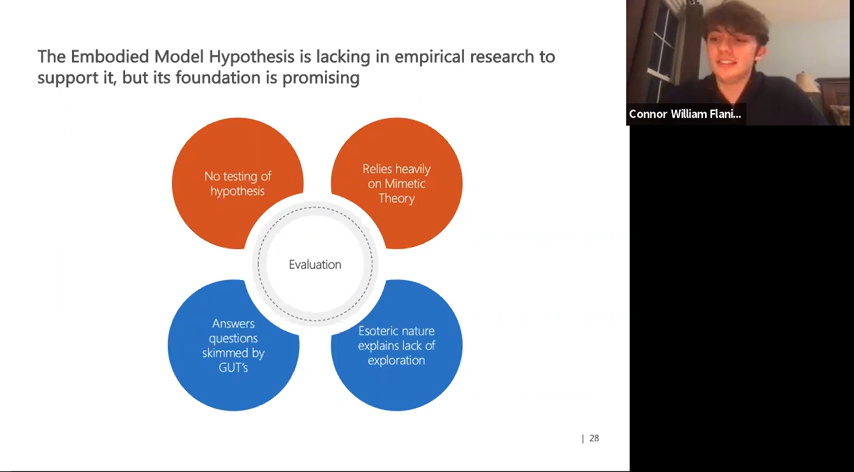 The Embodied Model Hypothesis is lacking in empirical research to
support it, but its foundation is promising
Connor William Flani...
No testing of
hypothesis
Relies heavily
on Mimetic
Theory
Evaluation
Answers
questions
skimmed by
GUT's
Esoteric nature
explains lack of
exploration
| 28